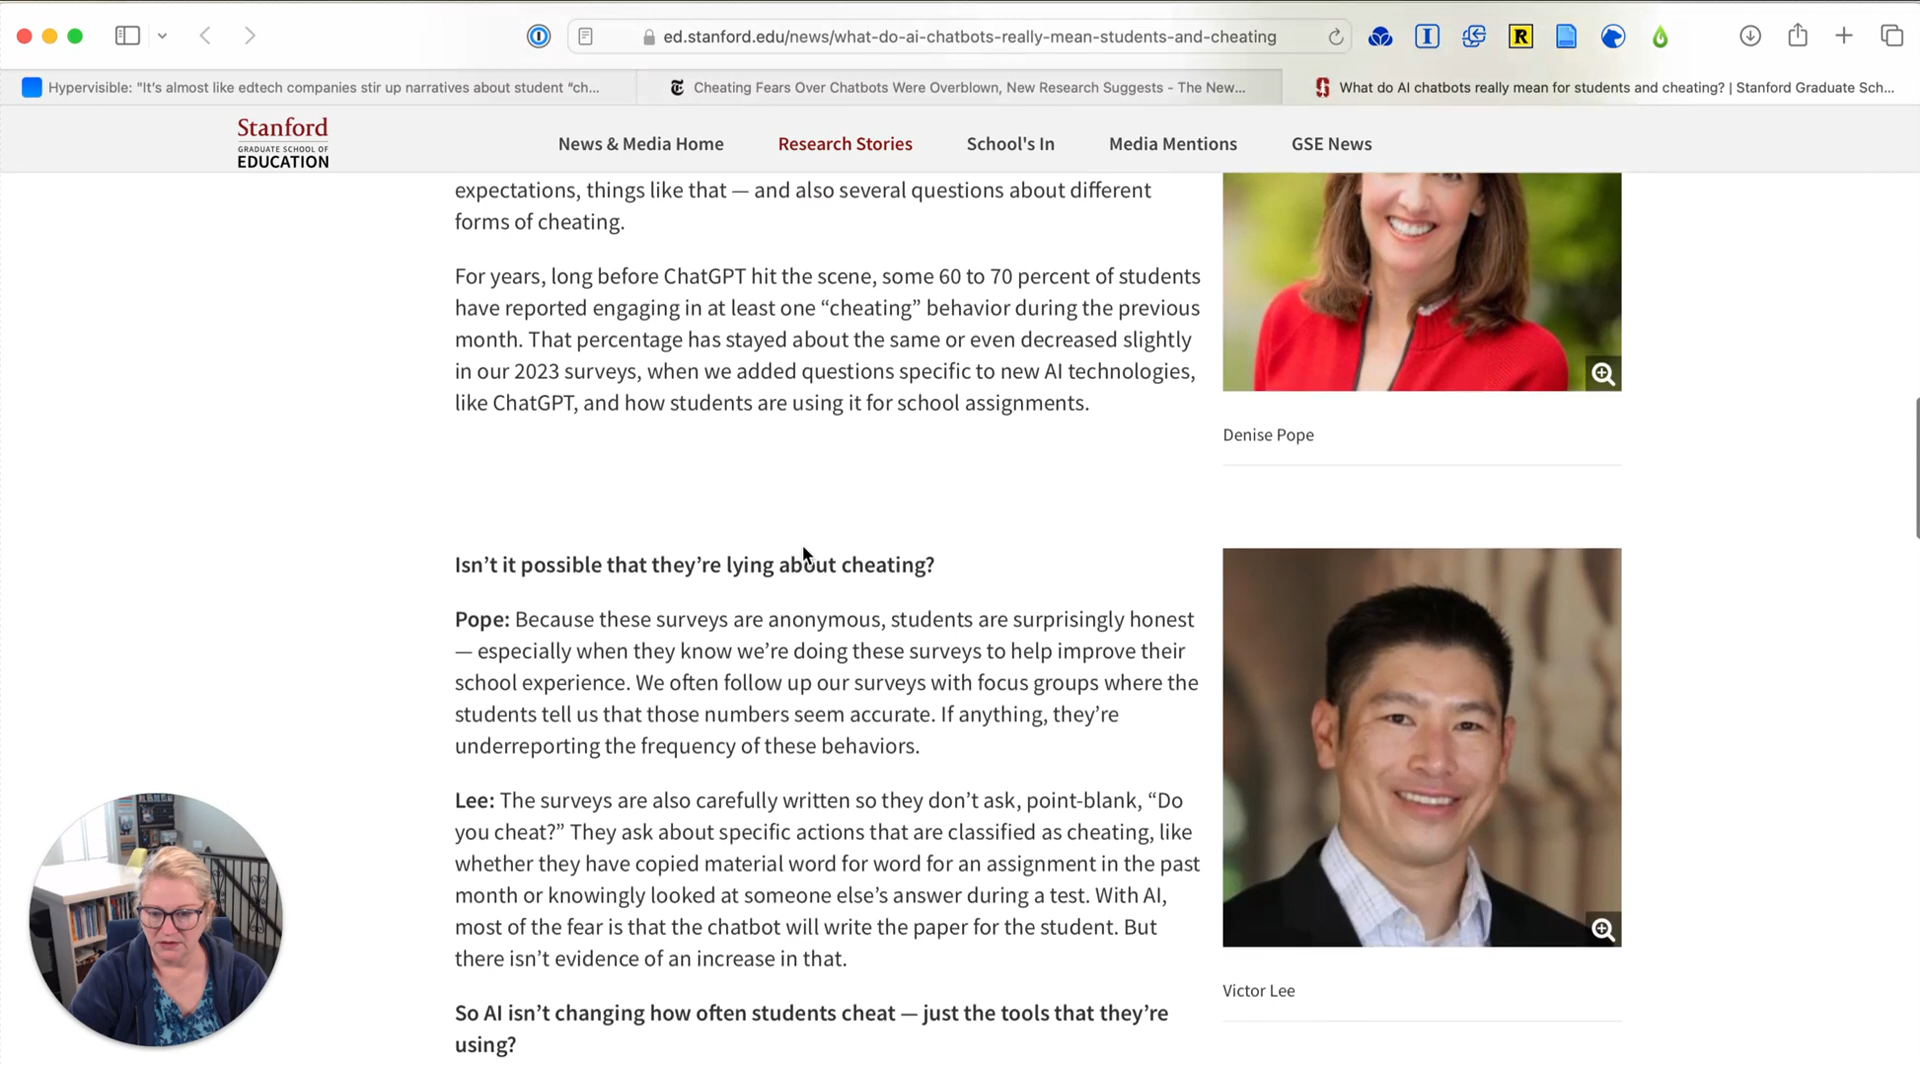 ed.stanford.edu/news/what-do-ai-chatbots-really-mean-students-and-cheating
Hypervisible: "It's almost like edtech companies stir up narratives about student “ch...
Cheating Fears Over Chatbots Were Overblown, New Research Suggests - The New...
What do AI chatbots really mean for students and cheating? | Stanford Graduate Sch...
Stanford
GRADUATE SCHOOL OF
EDUCATION
News & Media Home
Research Stories
School's In
Media Mentions
GSE News
expectations, things like that — and also several questions about different
forms of cheating.
For years, long before ChatGPT hit the scene, some 60 to 70 percent of students
have reported engaging in at least one “cheating” behavior during the previous
month. That percentage has stayed about the same or even decreased slightly
in our 2023 surveys, when we added questions specific to new AI technologies,
like ChatGPT, and how students are using it for school assignments.
Denise Pope
Isn’t it possible that they’re lying about cheating?
Pope: Because these surveys are anonymous, students are surprisingly honest
— especially when they know we’re doing these surveys to help improve their
school experience. We often follow up our surveys with focus groups where the
students tell us that those numbers seem accurate. If anything, they’re
underreporting the frequency of these behaviors.
Lee: The surveys are also carefully written so they don’t ask, point-blank, “Do
you cheat?” They ask about specific actions that are classified as cheating, like
whether they have copied material word for word for an assignment in the past
month or knowingly looked at someone else’s answer during a test. With AI,
most of the fear is that the chatbot will write the paper for the student. But
there isn’t evidence of an increase in that.
Victor Lee
So AI isn’t changing how often students cheat — just the tools that they’re
using?